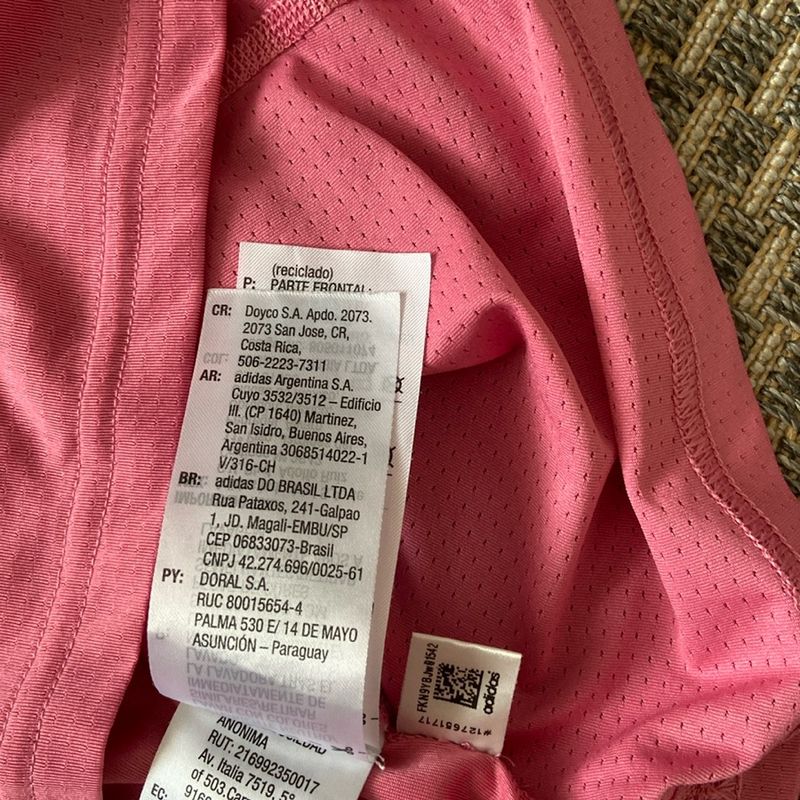 (reciclado)
P: PARTE FRONTAL:
CR: Doyco S.A. Apdo. 2073.
2073 San Jose, CR,
Costa Rica,
COL: 506-2223-7311
AR: adidas Argentina S.A.
Cuyo 3532/3512 – Edificio
III. (CP 1640) Martinez,
San Isidro, Buenos Aires,
Argentina 3068514022-1
V/316-CH
BR: adidas DO BRASIL LTDA
Rua Pataxos, 241-Galpao
1, JD. Magali-EMBU/SP
CEP 06833073-Brasil
CNPJ 42.274.696/0025-61
PY: DORAL S.A.
RUC 80015654-4
PALMA 530 E/ 14 DE MAYO
ASUNCIÓN – Paraguay
ANONIMA
RUT: 216992350017
Av. Italia 7519, 5º
of 503.
EC:
adidas
#127651717